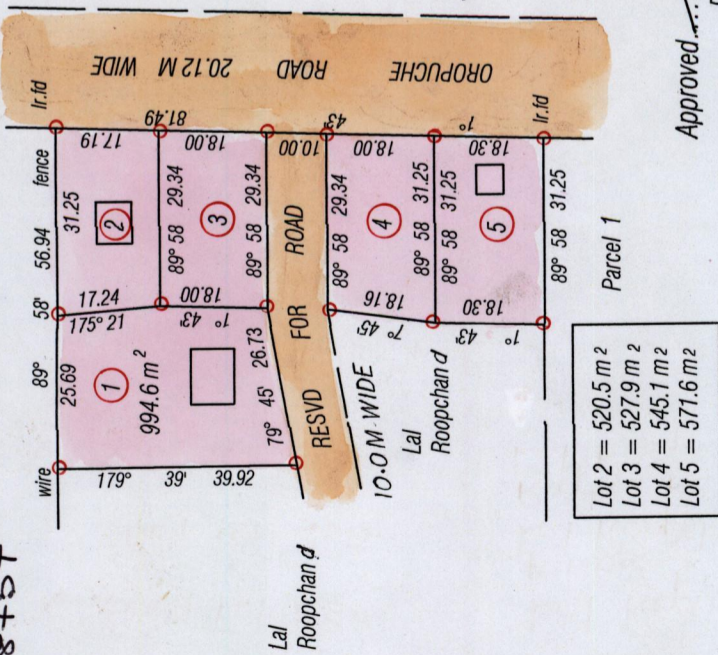 8+57
Approved....
OROPUCHE ROAD 20.12 M WIDE
Ir.fd
81.49
43'
1°
Ir.fd
wire
89°
58'
56.94
fence
25.69
31.25
17.19
2
17.24
175° 21
1
994.6 m²
89° 58 29.34
18.00
3
18.00
43'
1°
89° 58 29.34
179° 39' 39.92
79° 45' 26.73
10.00
RESVD FOR ROAD
10.0 M WIDE
89° 58 29.34
18.00
4
18.16
7° 45'
89° 58 31.25
89° 58 31.25
18.30
5
18.30
43'
1°
89° 58 31.25
Lal
Roopchand
Lal
Roopchand
Parcel 1
Lot 2 = 520.5 m²
Lot 3 = 527.9 m²
Lot 4 = 545.1 m²
Lot 5 = 571.6 m²